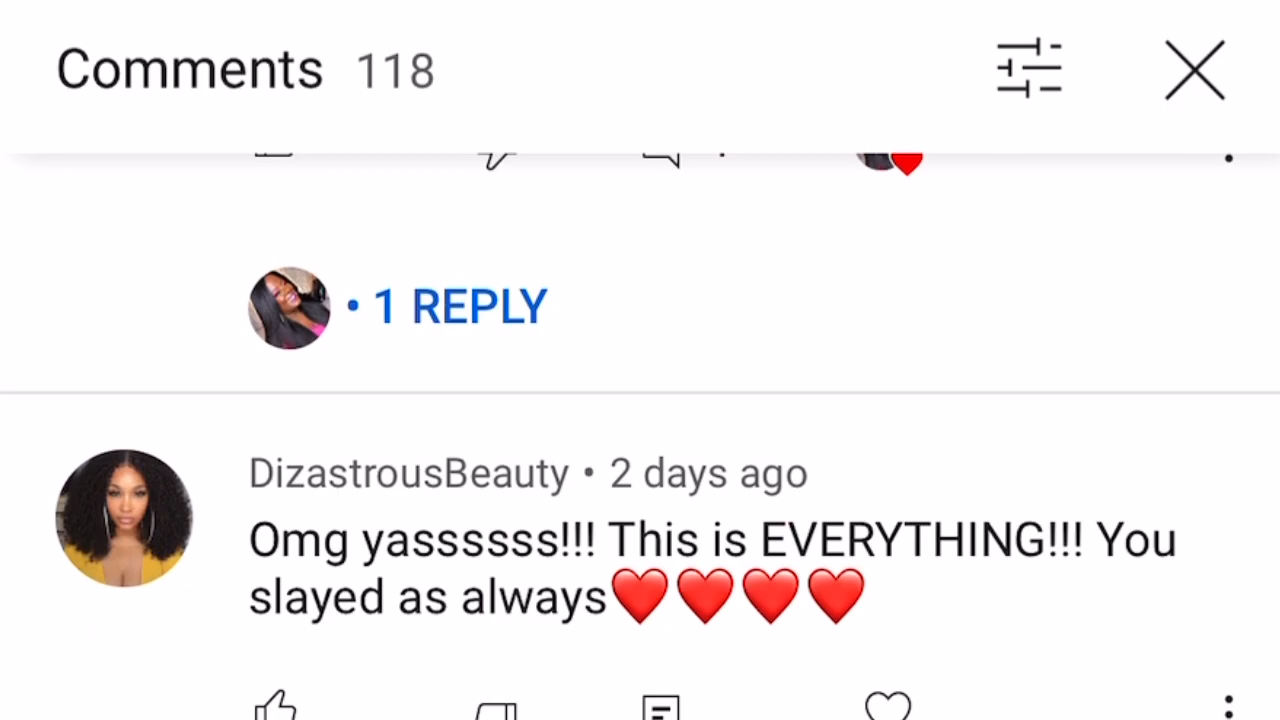 Comments 118
• 1 REPLY
DizastrousBeauty • 2 days ago
Omg yassssss!!! This is EVERYTHING!!! You
slayed as always❤️❤️❤️❤️